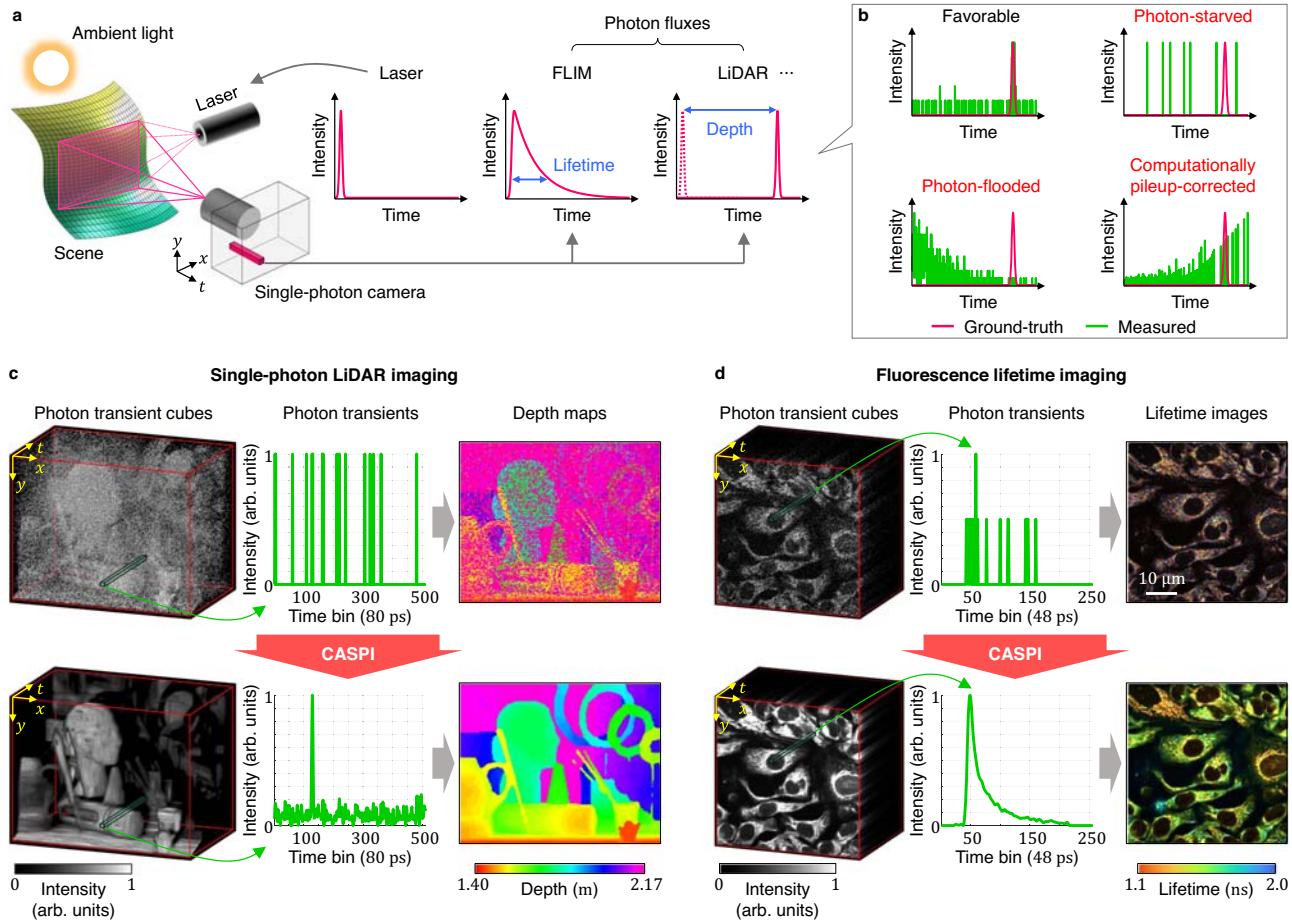 a
Ambient light
Laser
Scene
Single-photon camera
y
x
t
Photon fluxes
Laser
FLIM
LiDAR ...
Intensity
Time
Intensity
Lifetime
Time
Intensity
Depth
Time
b
Favorable
Intensity
Time
Photon-starved
Intensity
Time
Photon-flooded
Intensity
Time
Computationally
pileup-corrected
Intensity
Time
Ground-truth
Measured
c
Single-photon LiDAR imaging
Photon transient cubes
Photon transients
Depth maps
t
x
y
Intensity (arb. units)
1
0
100
300
500
Time bin (80 ps)
CASPI
t
x
y
Intensity (arb. units)
1
0
100
300
500
Time bin (80 ps)
0
1
Intensity
(arb. units)
1.40
Depth (m)
2.17
d
Fluorescence lifetime imaging
Photon transient cubes
Photon transients
Lifetime images
t
x
y
Intensity (arb. units)
1
0
50
150
250
Time bin (48 ps)
10 μm
CASPI
t
x
y
Intensity (arb. units)
1
0
50
150
250
Time bin (48 ps)
0
1
Intensity
(arb. units)
1.1
Lifetime (ns)
2.0